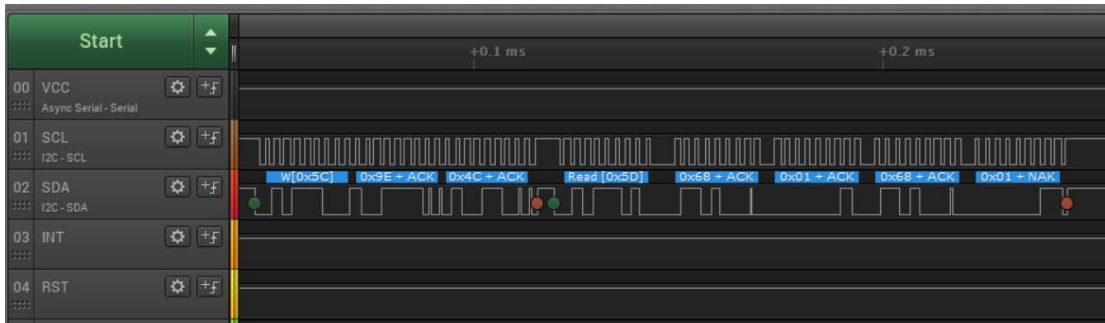 Start
+0.1 ms
+0.2 ms
00 VCC
Async Serial - Serial
01 SCL
I2C - SCL
W[0x5C] 0x9E + ACK 0x4C + ACK Read [0x5D] 0x68 + ACK 0x01 + ACK 0x68 + ACK 0x01 + NAK
02 SDA
I2C - SDA
03 INT
04 RST